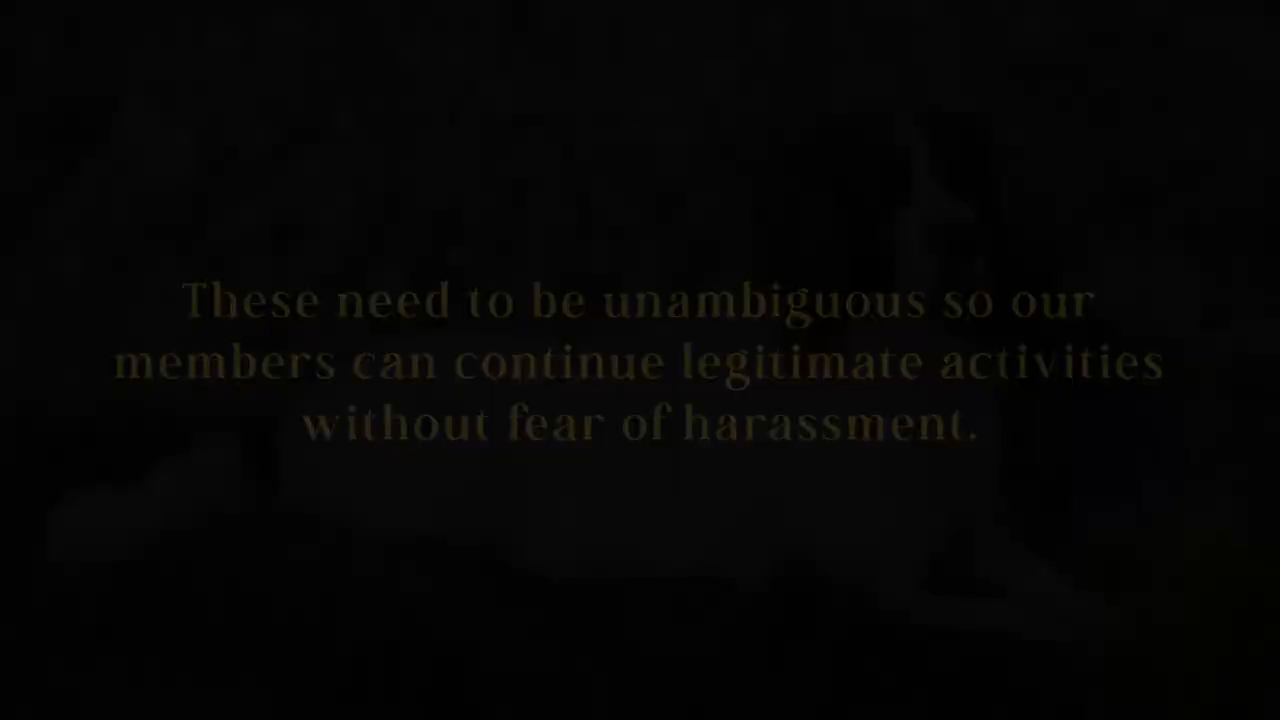 These need to be unambiguous so our
members can continue legitimate activities
without fear of harassment.